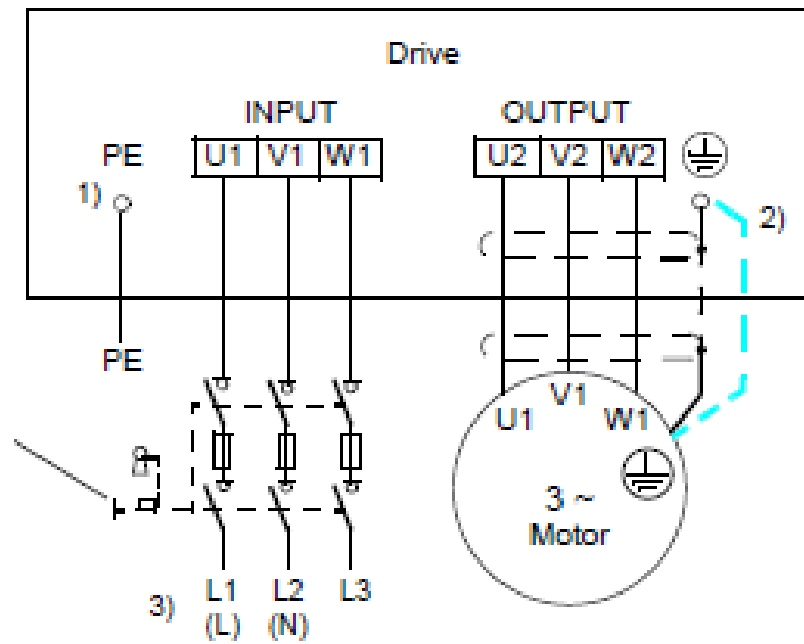 Drive
INPUT OUTPUT
PE U1 V1 W1 U2 V2 W2
1) 2)
PE
U1 V1 W1
3 ~
Motor
3) L1 L2 L3
(L) (N)